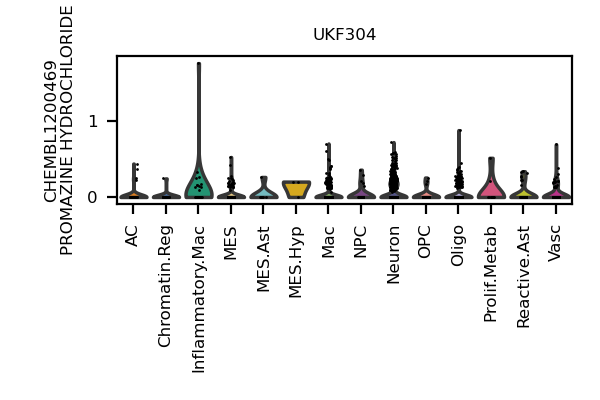 UKF304
CHEMBL1200469
PROMAZINE HYDROCHLORIDE
1
0
AC
Chromatin.Reg
Inflammatory.Mac
MES
MES.Ast
MES.Hyp
Mac
NPC
Neuron
OPC
Oligo
Prolif.Metab
Reactive.Ast
Vasc